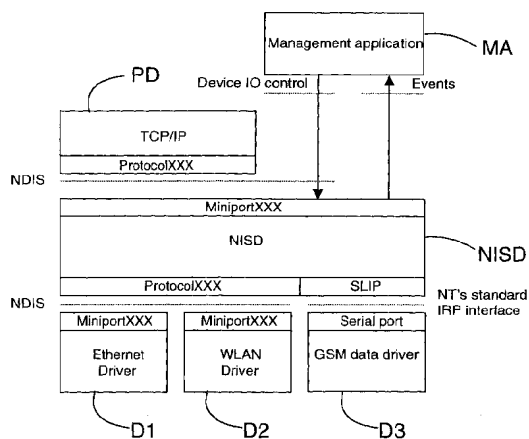 Management application
MA
PD
Device IO control
Events
TCP/IP
ProtocolXXX
NDIS
MiniportXXX
NISD
NISD
ProtocolXXX
SLIP
NDiS
NT's standard
IRP interface
MiniportXXX
MiniportXXX
Serial port
Ethernet
Driver
WLAN
Driver
GSM data driver
D1
D2
D3